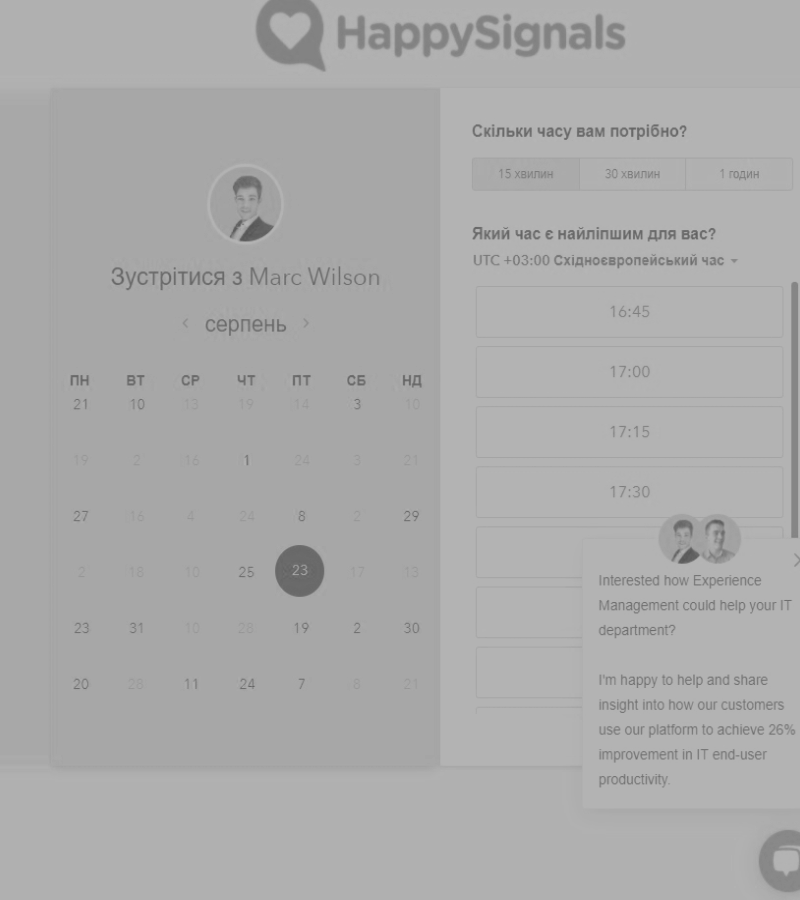 HappySignals
Зустрітися з Marc Wilson
серпень
ПН ВТ СР ЧТ ПТ СБ НД
21 10 13 19 14 3 10
19 2 16 1 24 3 21
27 16 4 24 8 2 29
2 18 10 25 23 17 13
23 31 10 28 19 2 30
20 28 11 24 7 8 21
Скільки часу вам потрібно?
15 хвилин 30 хвилин 1 годин
Який час є найліпшим для вас?
UTC +03:00 Східноєвропейський час
16:45
17:00
17:15
17:30
Interested how Experience
Management could help your IT
department?
I'm happy to help and share
insight into how our customers
use our platform to achieve 26%
improvement in IT end-user
productivity.